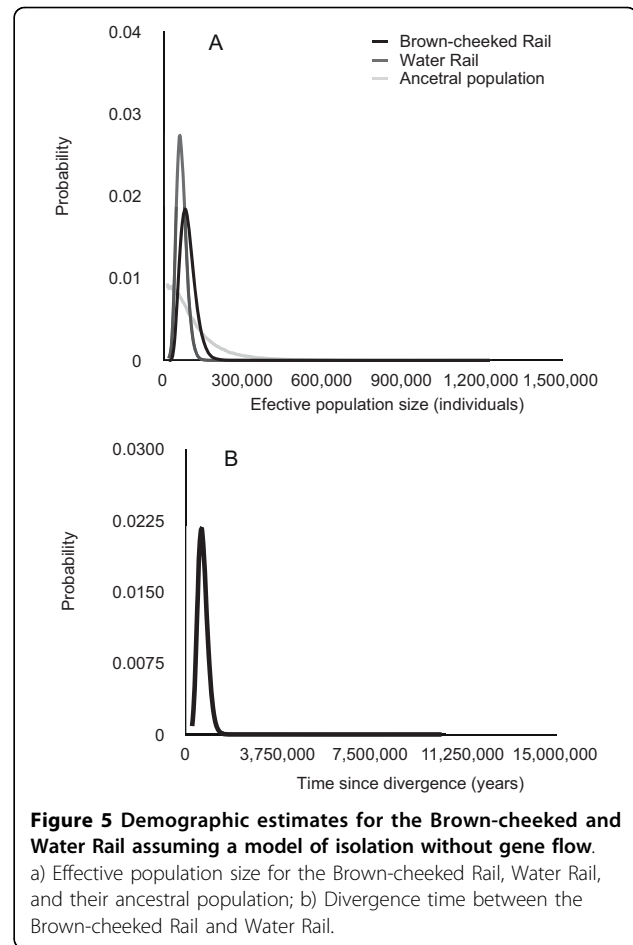 0.04
A
Brown-cheeked Rail
Water Rail
Ancetral population
0.03
Probability
0.02
0.01
0
0 300,000 600,000 900,000 1,200,000 1,500,000
Efective population size (individuals)
0.0300
B
0.0225
Probability
0.0150
0.0075
0
0 3,750,000 7,500,000 11,250,000 15,000,000
Time since divergence (years)
Figure 5 Demographic estimates for the Brown-cheeked and
Water Rail assuming a model of isolation without gene flow.
a) Effective population size for the Brown-cheeked Rail, Water Rail,
and their ancestral population; b) Divergence time between the
Brown-cheeked Rail and Water Rail.